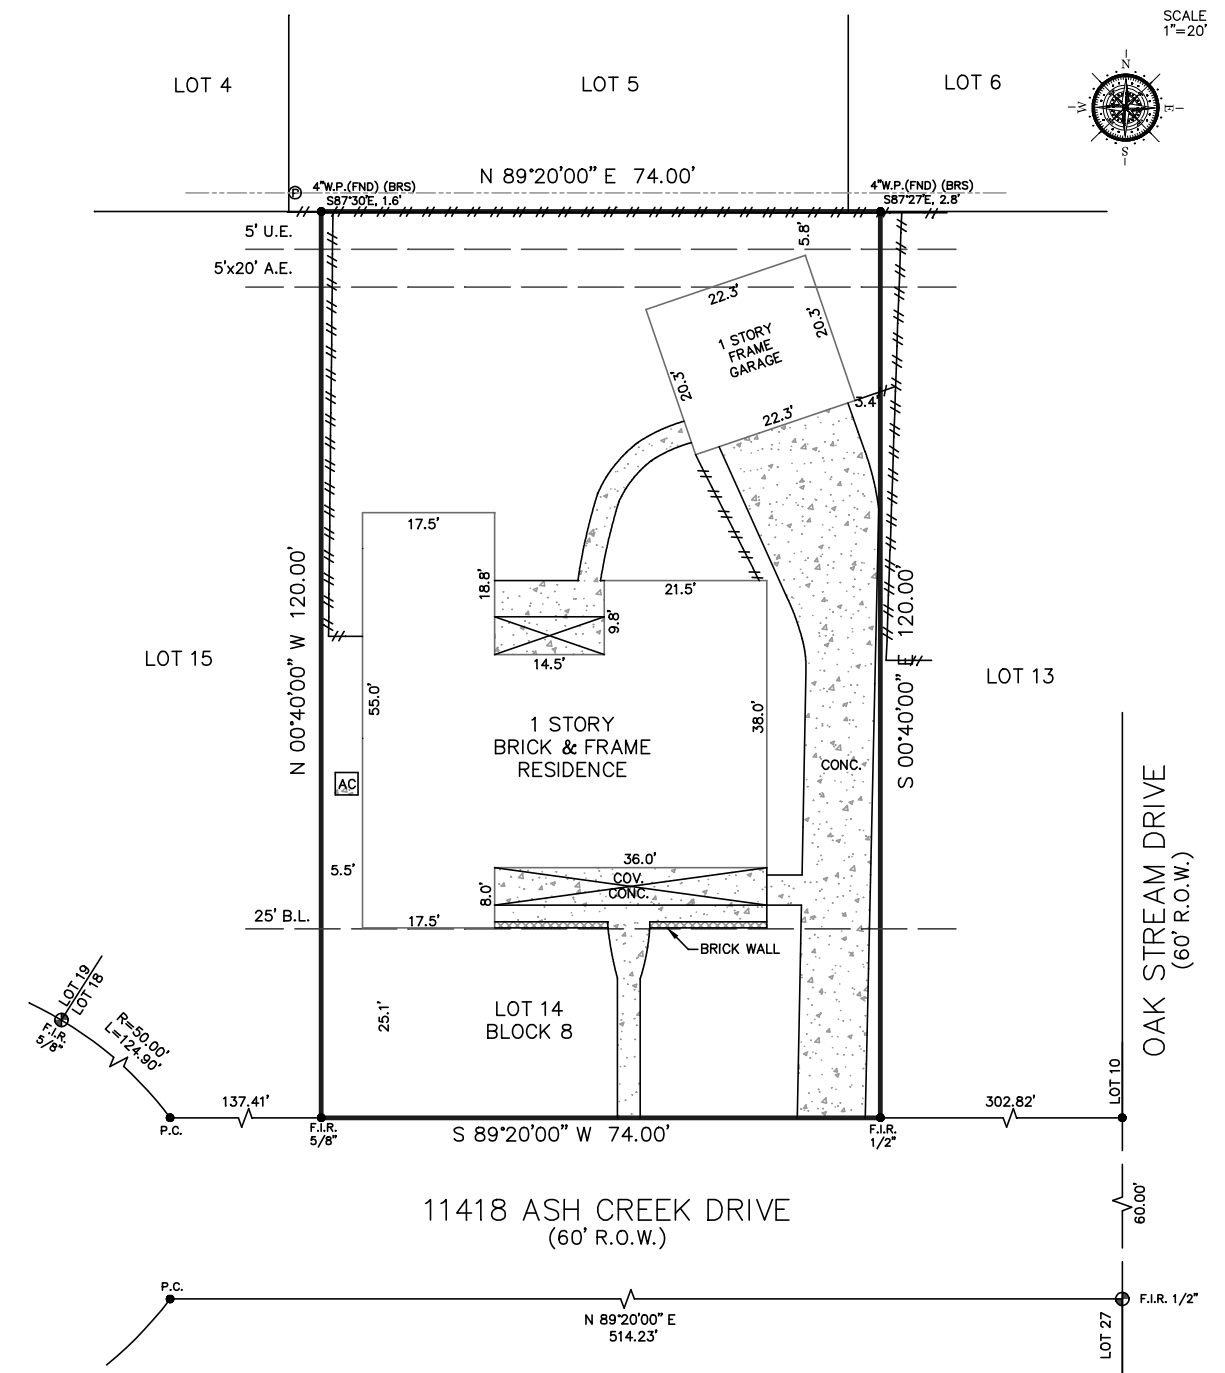 SCALE
1"=20'
N
W
E
S
LOT 4
LOT 5
LOT 6
N 89°20'00" E 74.00'
P
4"W.P.(FND) (BRS)
S87°30'E, 1.6'
4"W.P.(FND) (BRS)
S87°27'E, 2.8'
5' U.E.
5'x20' A.E.
5.8'
22.3'
20.3'
1 STORY
FRAME
GARAGE
20.3'
22.3'
3.4'
17.5'
18.8'
21.5'
9.8'
14.5'
N 00°40'00" W 120.00'
S 00°40'00" E 120.00'
LOT 15
LOT 13
55.0'
38.0'
1 STORY
BRICK & FRAME
RESIDENCE
CONC.
AC
5.5'
36.0'
COV.
CONC.
8.0'
25' B.L.
17.5'
BRICK WALL
OAK STREAM DRIVE
(60' R.O.W.)
LOT 19
LOT 18
F.I.R.
5/8"
R=50.00'
L=124.90'
25.1'
LOT 14
BLOCK 8
LOT 10
137.41'
302.82'
P.C.
F.I.R.
5/8"
S 89°20'00" W 74.00'
F.I.R.
1/2"
11418 ASH CREEK DRIVE
(60' R.O.W.)
60.00'
P.C.
N 89°20'00" E
514.23'
F.I.R. 1/2"
LOT 27